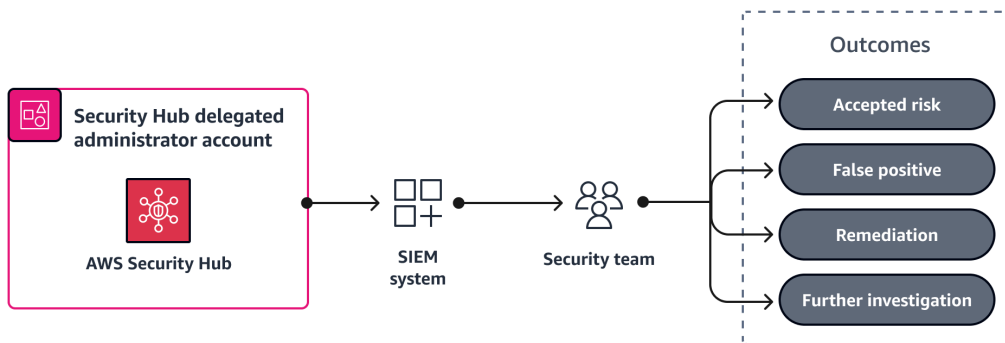 Security Hub delegated
administrator account
AWS Security Hub
SIEM
system
Security team
Outcomes
Accepted risk
False positive
Remediation
Further investigation